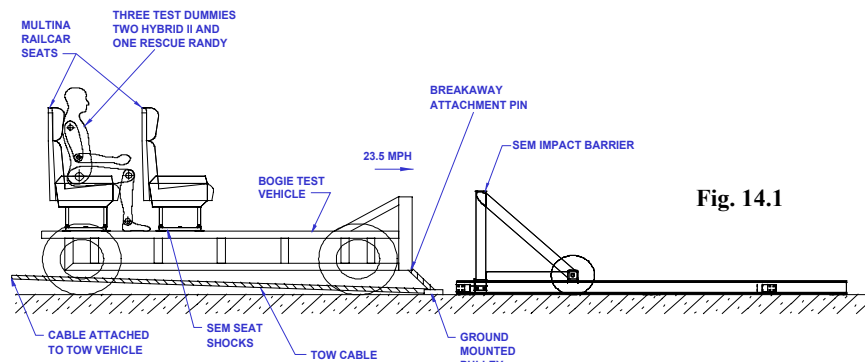 MULTINA
RAILCAR
SEATS
THREE TEST DUMMIES
TWO HYBRID II AND
ONE RESCUE RANDY
BREAKAWAY
ATTACHMENT PIN
23.5 MPH
SEM IMPACT BARRIER
BOGIE TEST
VEHICLE
Fig. 14.1
CABLE ATTACHED
TO TOW VEHICLE
SEM SEAT
SHOCKS
TOW CABLE
GROUND
MOUNTED